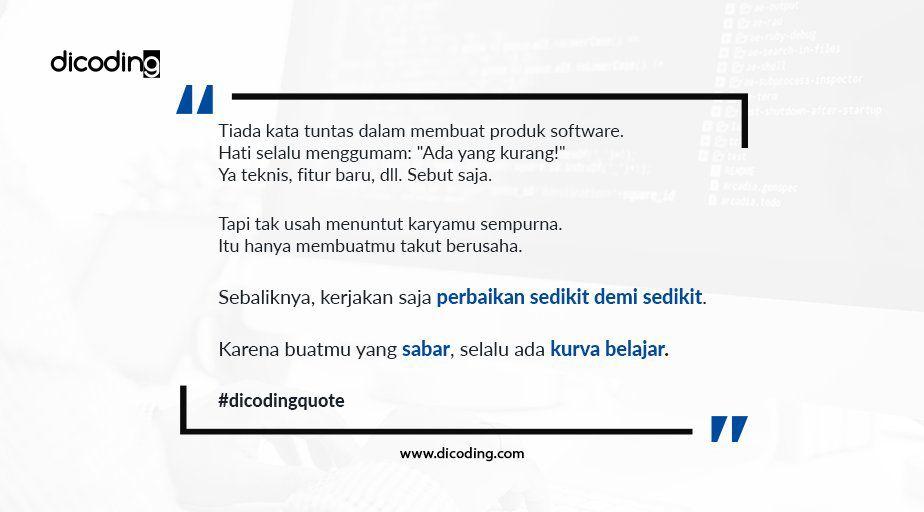 dicoding
Tiada kata tuntas dalam membuat produk software.
Hati selalu menggumam: "Ada yang kurang!"
Ya teknis, fitur baru, dll. Sebut saja.
Tapi tak usah menuntut karyamu sempurna.
Itu hanya membuatmu takut berusaha.
Sebaliknya, kerjakan saja perbaikan sedikit demi sedikit.
Karena buatmu yang sabar, selalu ada kurva belajar.
#dicodingquote
www.dicoding.com